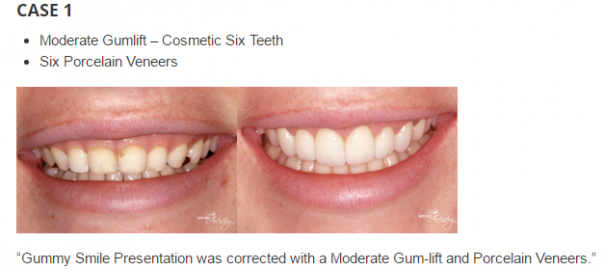 CASE 1
Moderate Gumlift – Cosmetic Six Teeth
Six Porcelain Veneers
“Gummy Smile Presentation was corrected with a Moderate Gum-lift and Porcelain Veneers.”